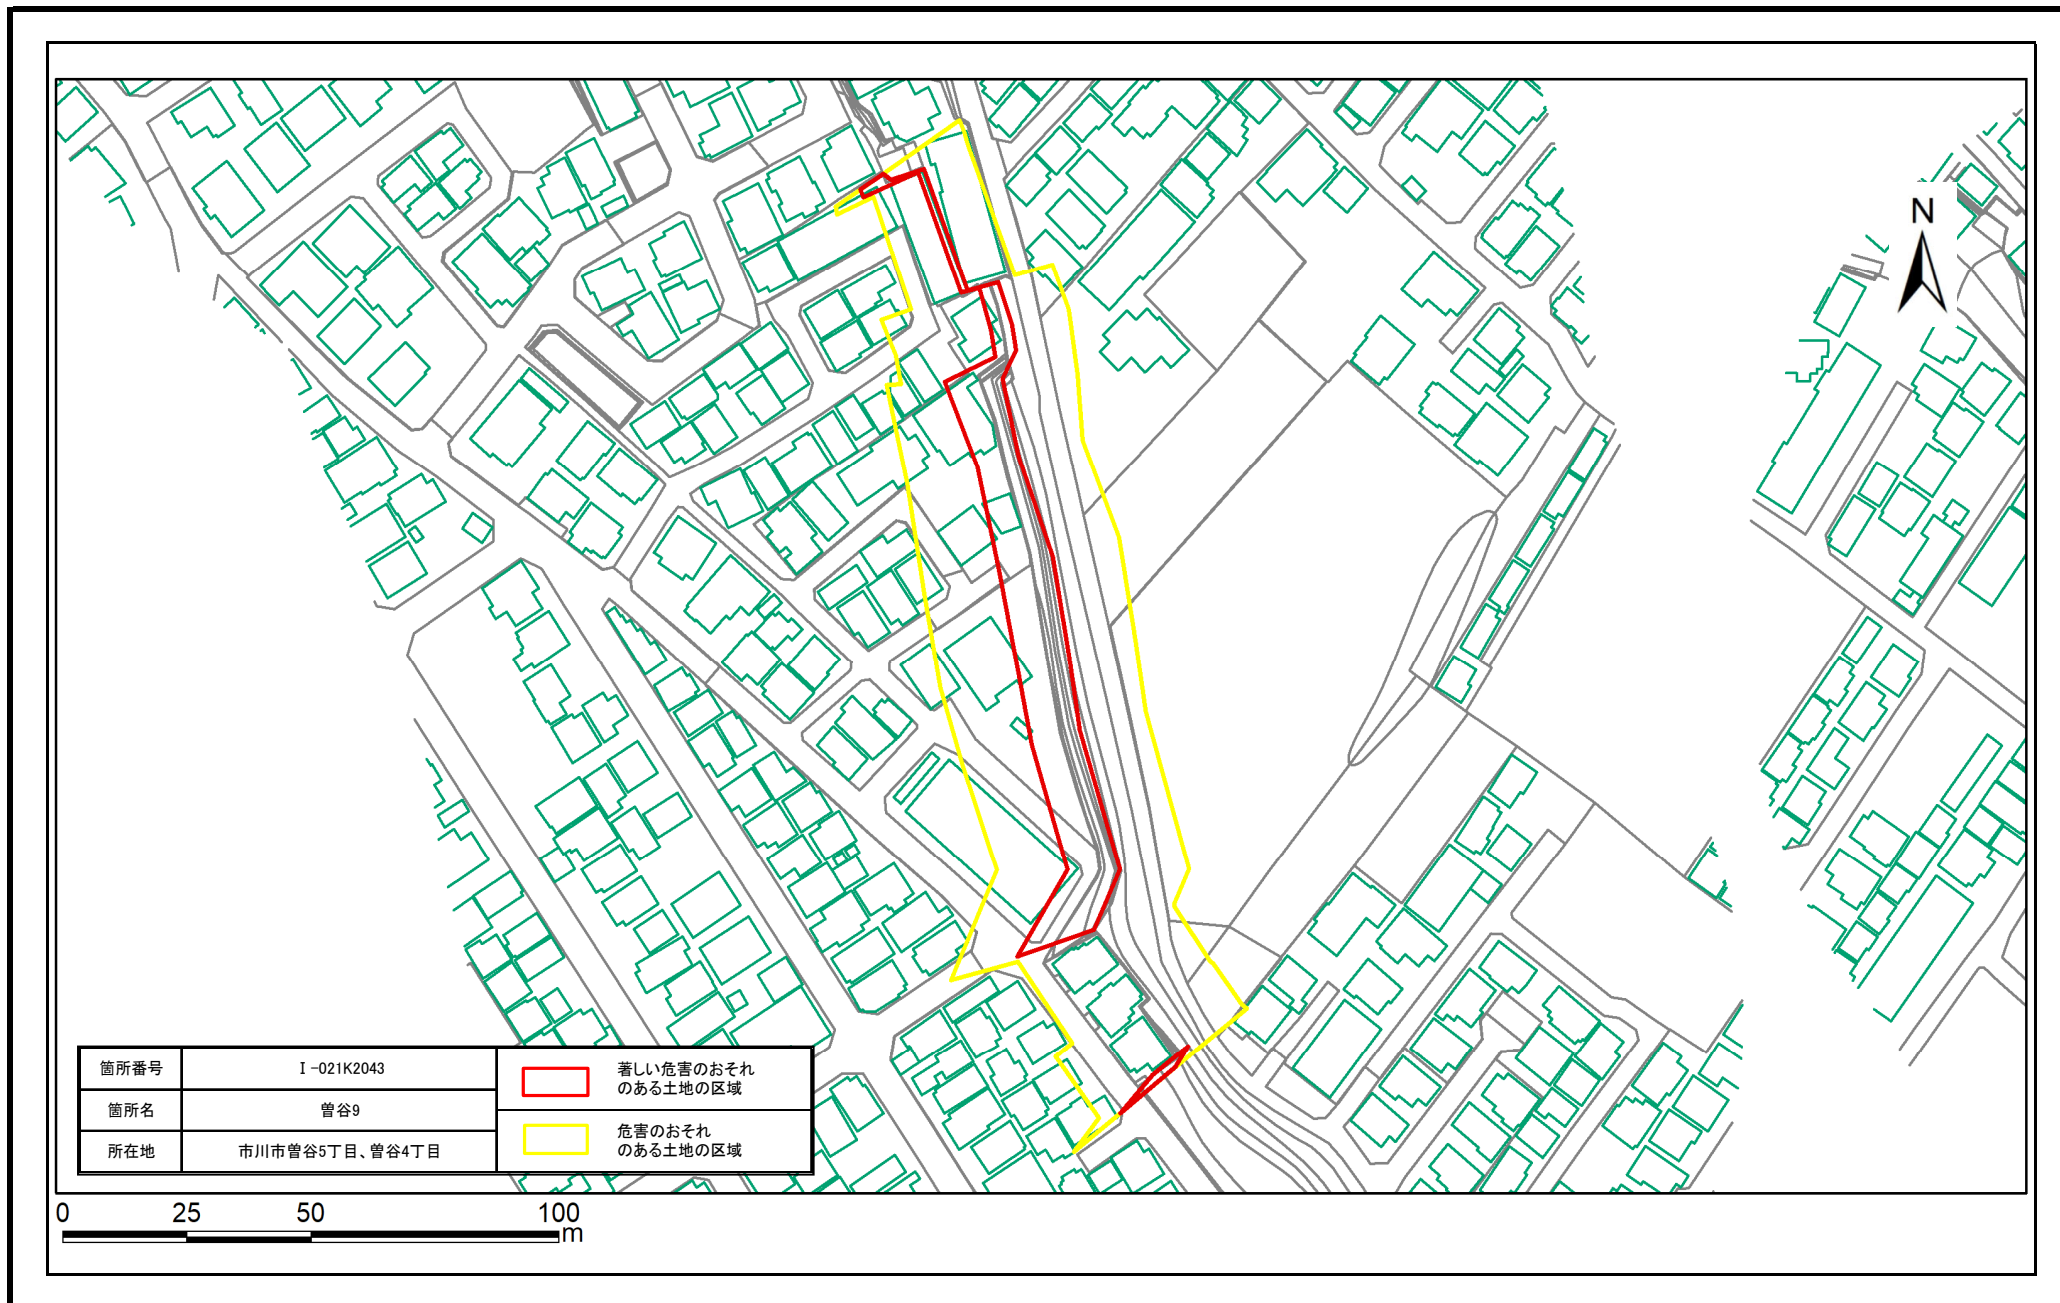 N
箇所番号
Ⅰ-021K2043
著しい危害のおそれ
のある土地の区域
箇所名
曽谷9
危害のおそれ
のある土地の区域
所在地
市川市曽谷5丁目、曽谷4丁目
0 25 50 100
m